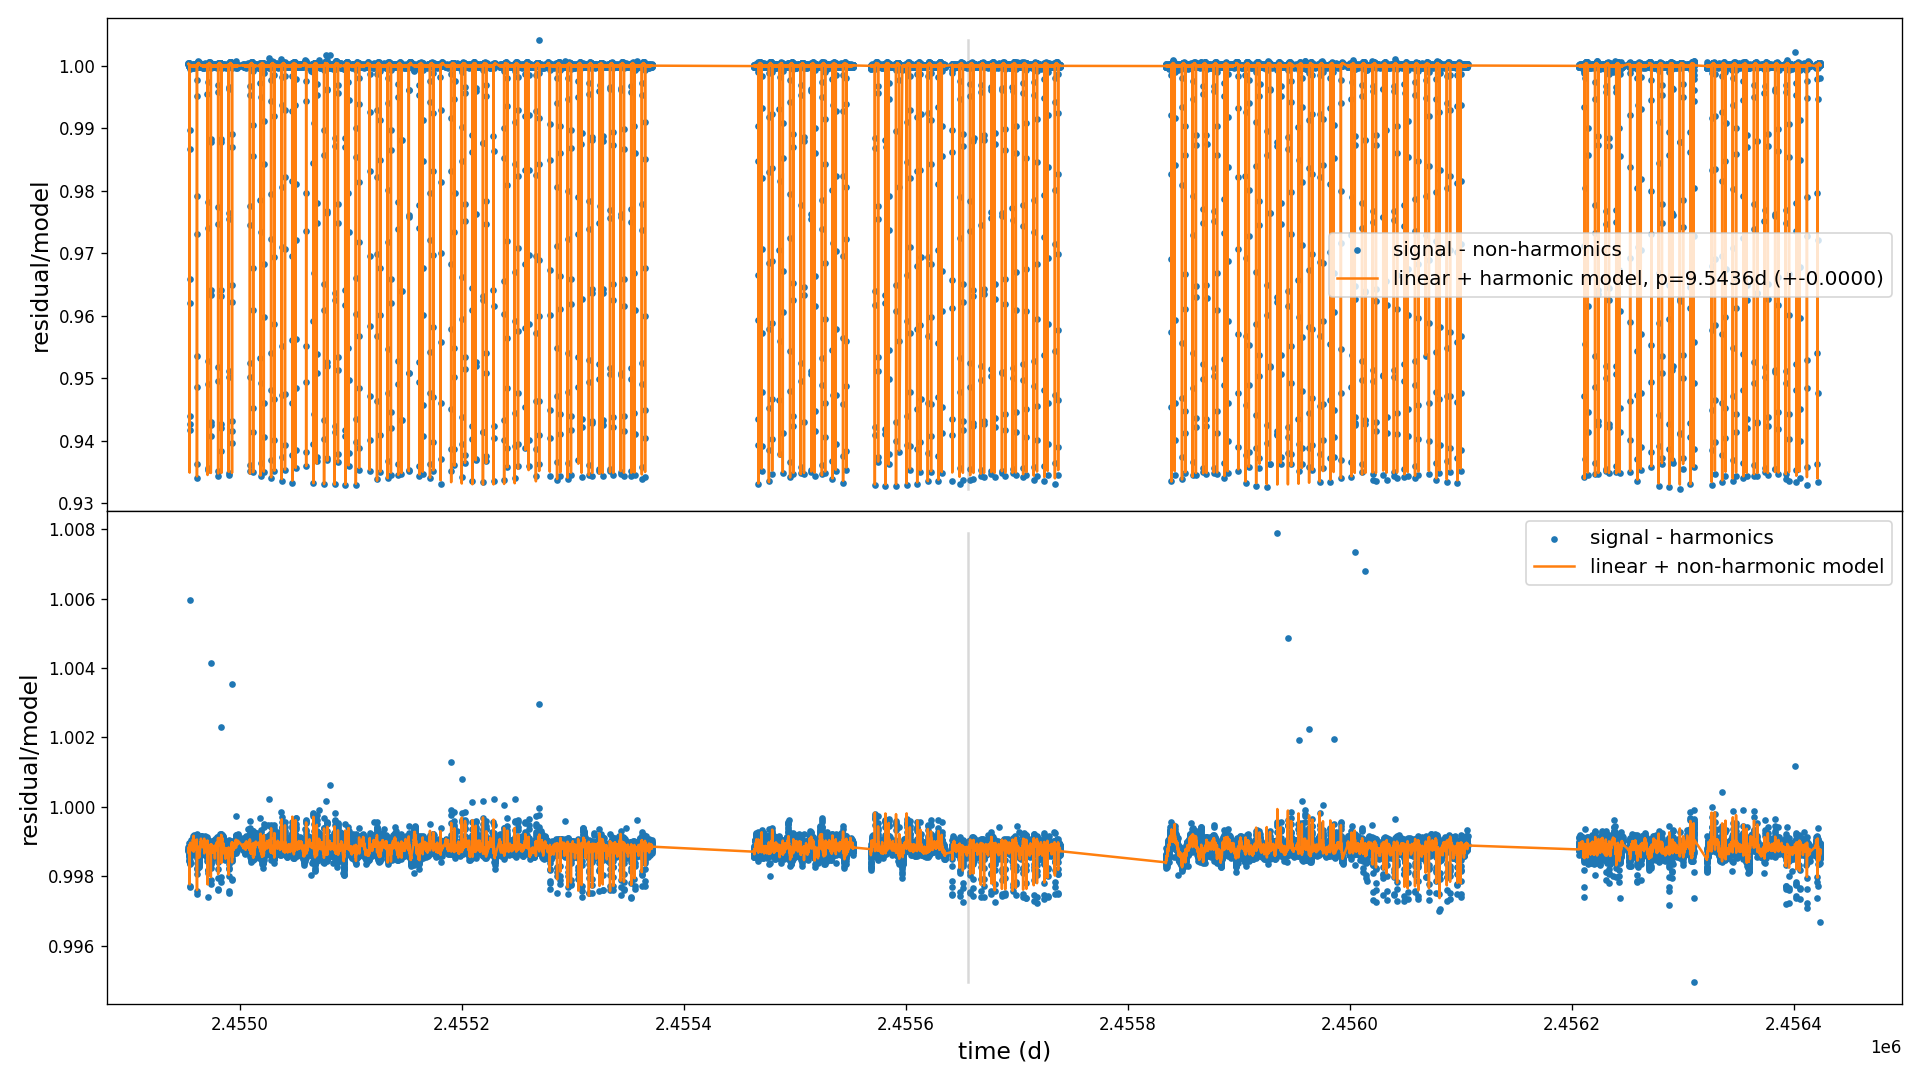 1.00
0.99
0.98
0.97
0.96
0.95
0.94
0.93
residual/model
signal - non-harmonics
linear + harmonic model, p=9.5436d (+-0.0000)
1.008
1.006
1.004
1.002
1.000
0.998
0.996
residual/model
signal - harmonics
linear + non-harmonic model
2.4550 2.4552 2.4554 2.4556 2.4558 2.4560 2.4562 2.4564
1e6
time (d)